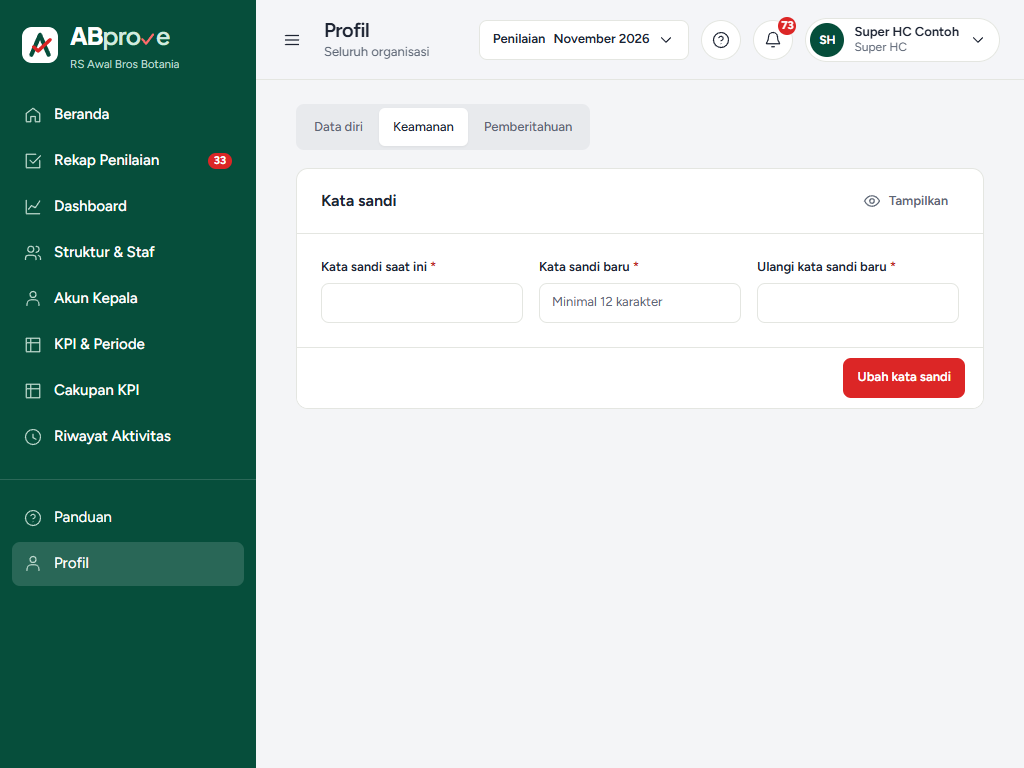 ABprove
RS Awal Bros Botania
Beranda
Rekap Penilaian 33
Dashboard
Struktur & Staf
Akun Kepala
KPI & Periode
Cakupan KPI
Riwayat Aktivitas
Panduan
Profil
Profil
Seluruh organisasi
Penilaian November 2026
73
SH
Super HC Contoh
Super HC
Data diri Keamanan Pemberitahuan
Kata sandi Tampilkan
Kata sandi saat ini * Kata sandi baru * Ulangi kata sandi baru *
Minimal 12 karakter
Ubah kata sandi